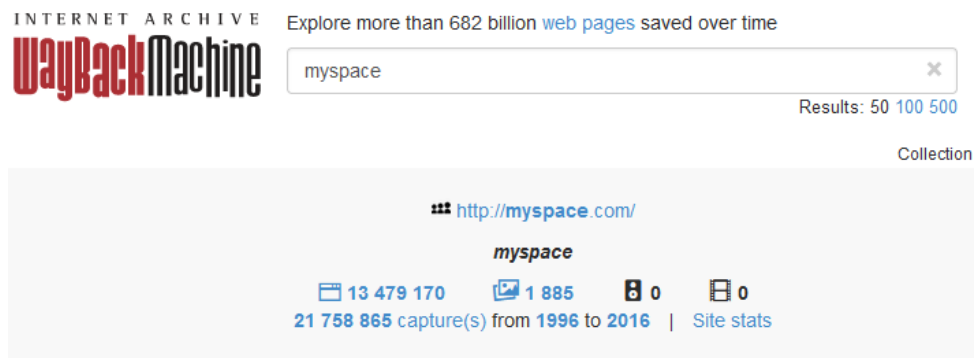 INTERNET ARCHIVE
WayBackMachine
Explore more than 682 billion web pages saved over time
myspace
Results: 50 100 500
Collection
http://myspace.com/
myspace
13 479 170 1 885 0 0
21 758 865 capture(s) from 1996 to 2016 | Site stats